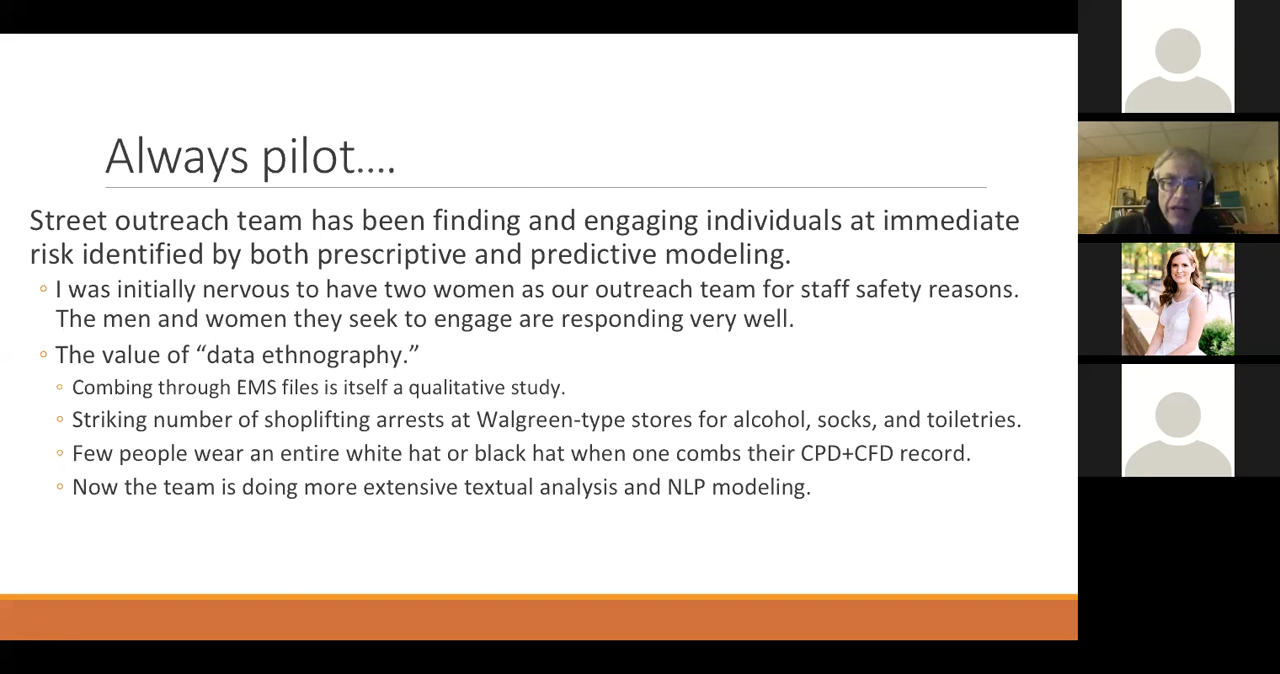 Always pilot....
Street outreach team has been finding and engaging individuals at immediate
risk identified by both prescriptive and predictive modeling.
◦ I was initially nervous to have two women as our outreach team for staff safety reasons.
The men and women they seek to engage are responding very well.
◦ The value of “data ethnography.”
◦ Combing through EMS files is itself a qualitative study.
◦ Striking number of shoplifting arrests at Walgreen-type stores for alcohol, socks, and toiletries.
◦ Few people wear an entire white hat or black hat when one combs their CPD+CFD record.
◦ Now the team is doing more extensive textual analysis and NLP modeling.